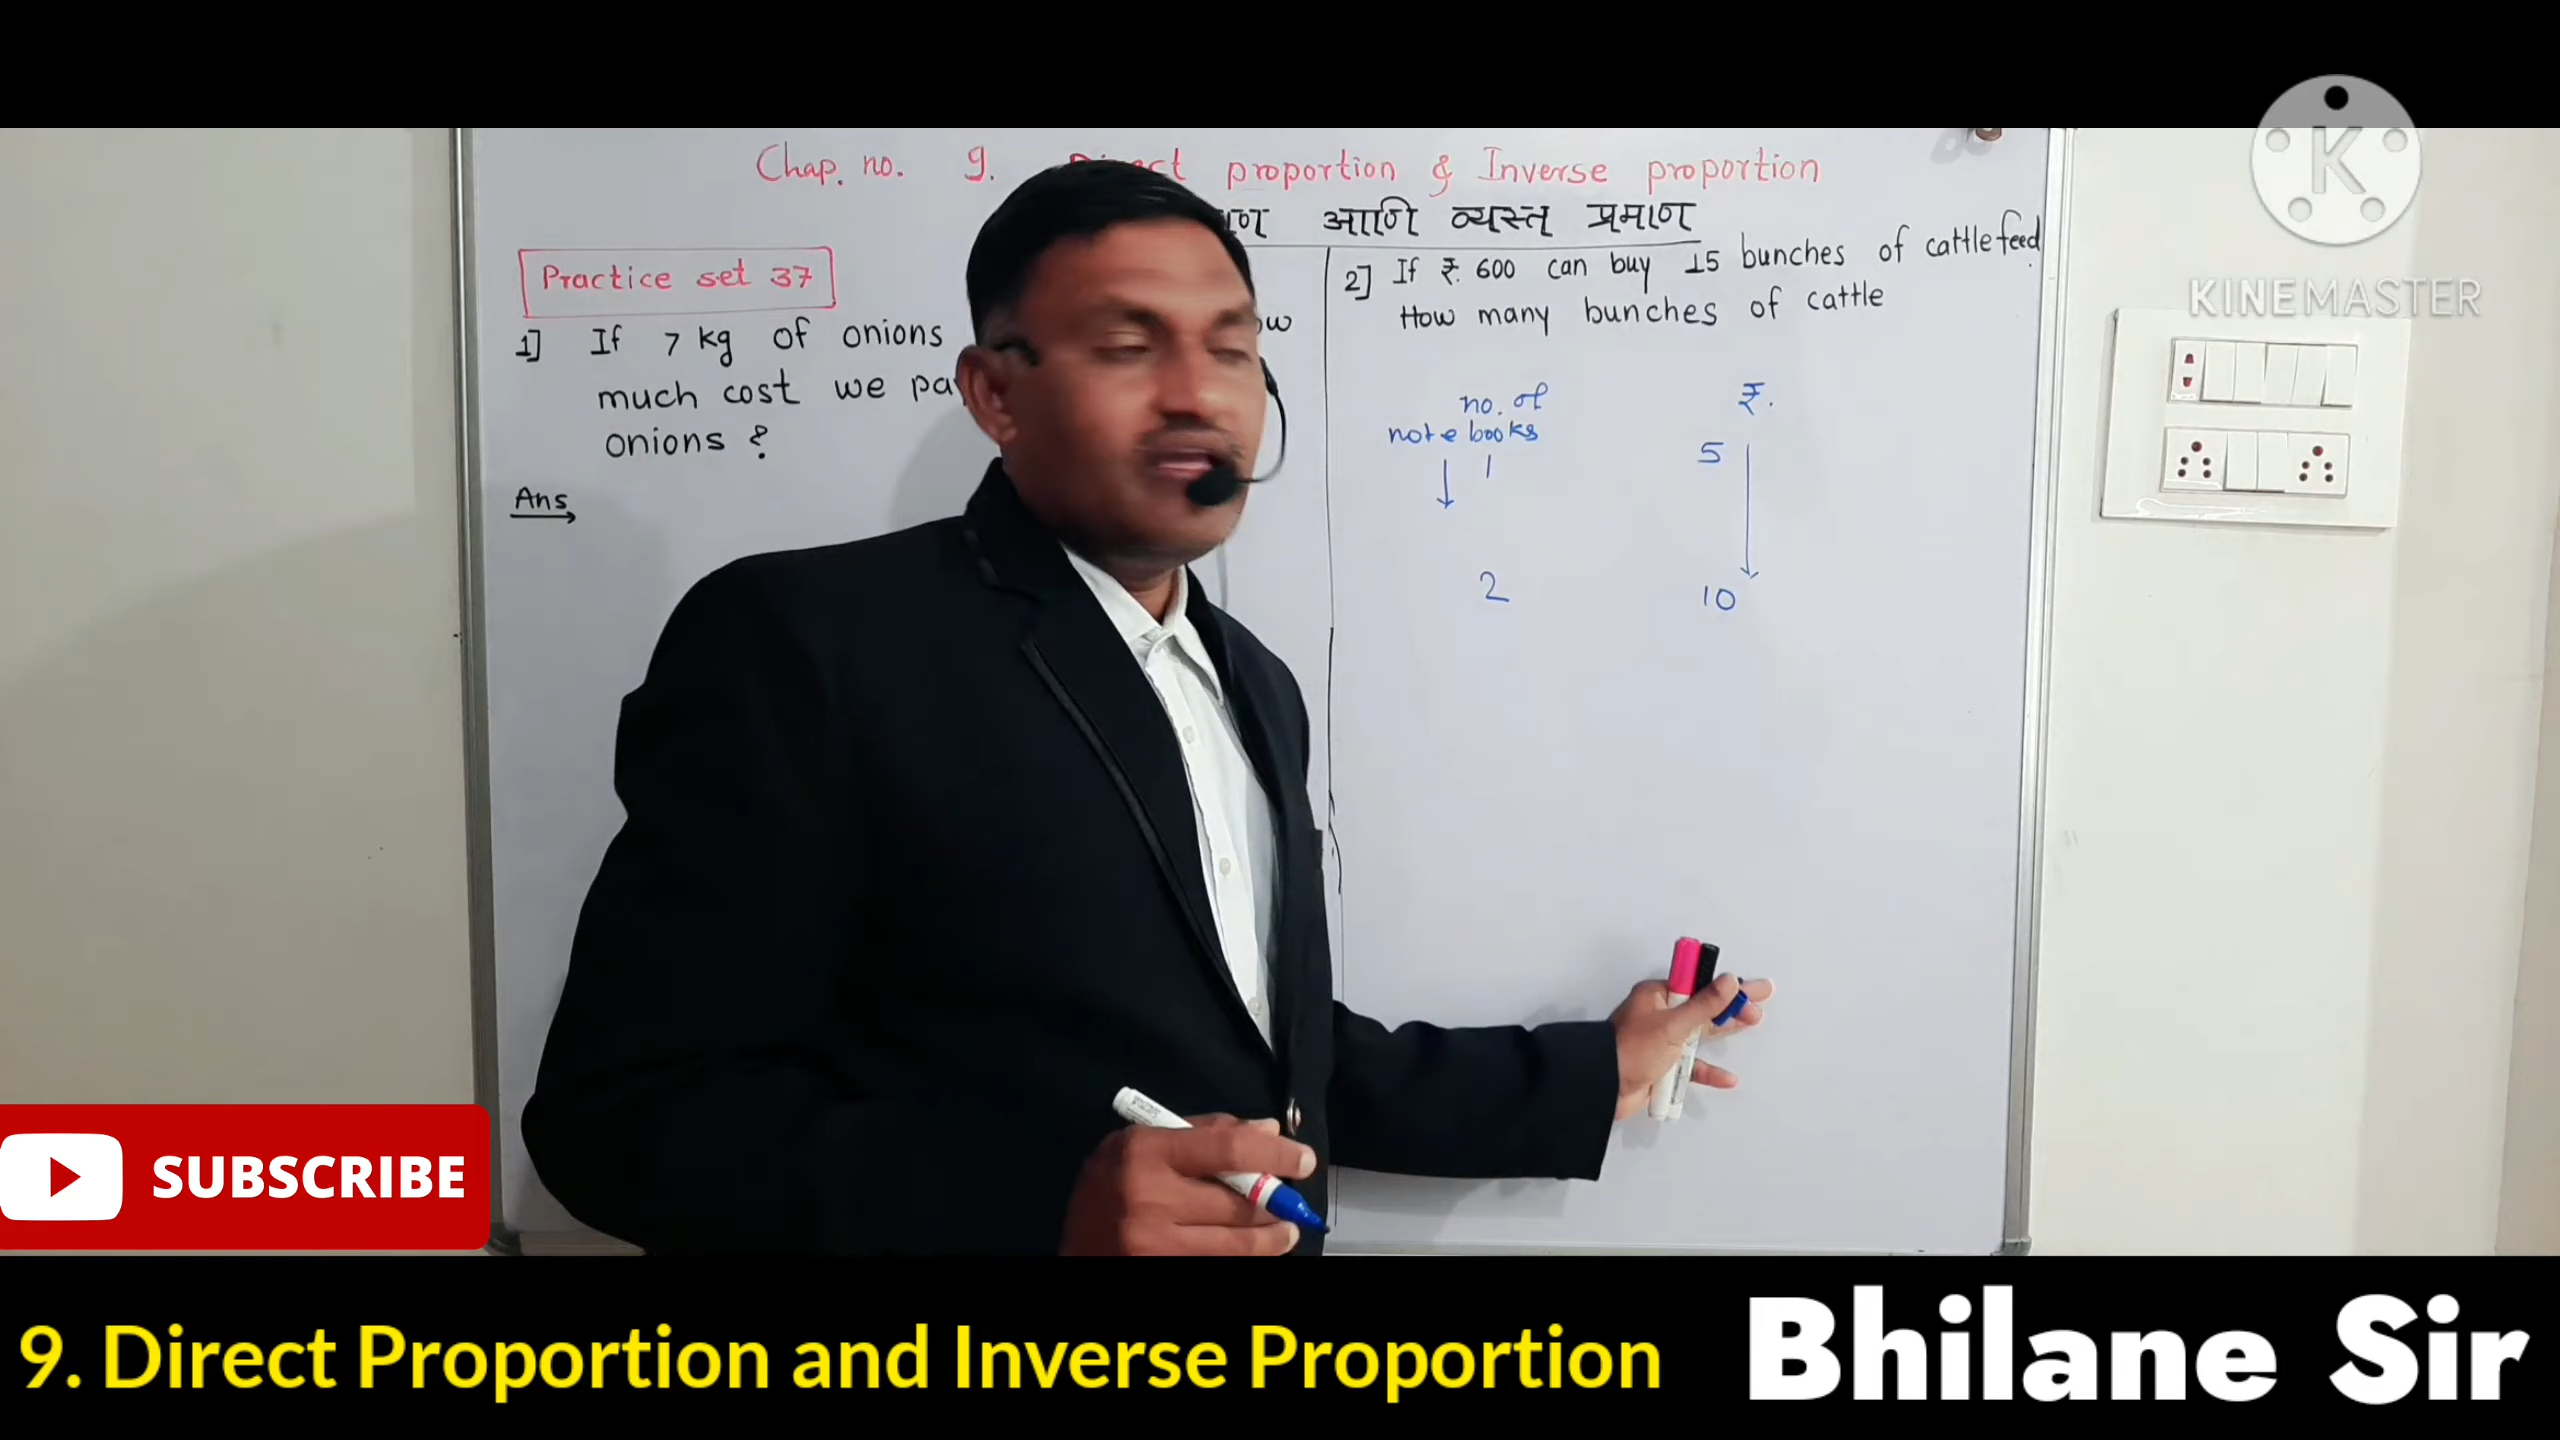 Chap. no. 9. Direct proportion & Inverse proportion
आणि व्यस्त प्रमाण
Practice set 37
1] If 7 kg of onions
much cost we pay
onions ?
Ans
2] If ₹. 600 can buy 15 bunches of cattle feed.
How many bunches of cattle
no. of
note books
₹.
1 5
2 10
K
KINEMASTER
SUBSCRIBE
9. Direct Proportion and Inverse Proportion
Bhilane Sir